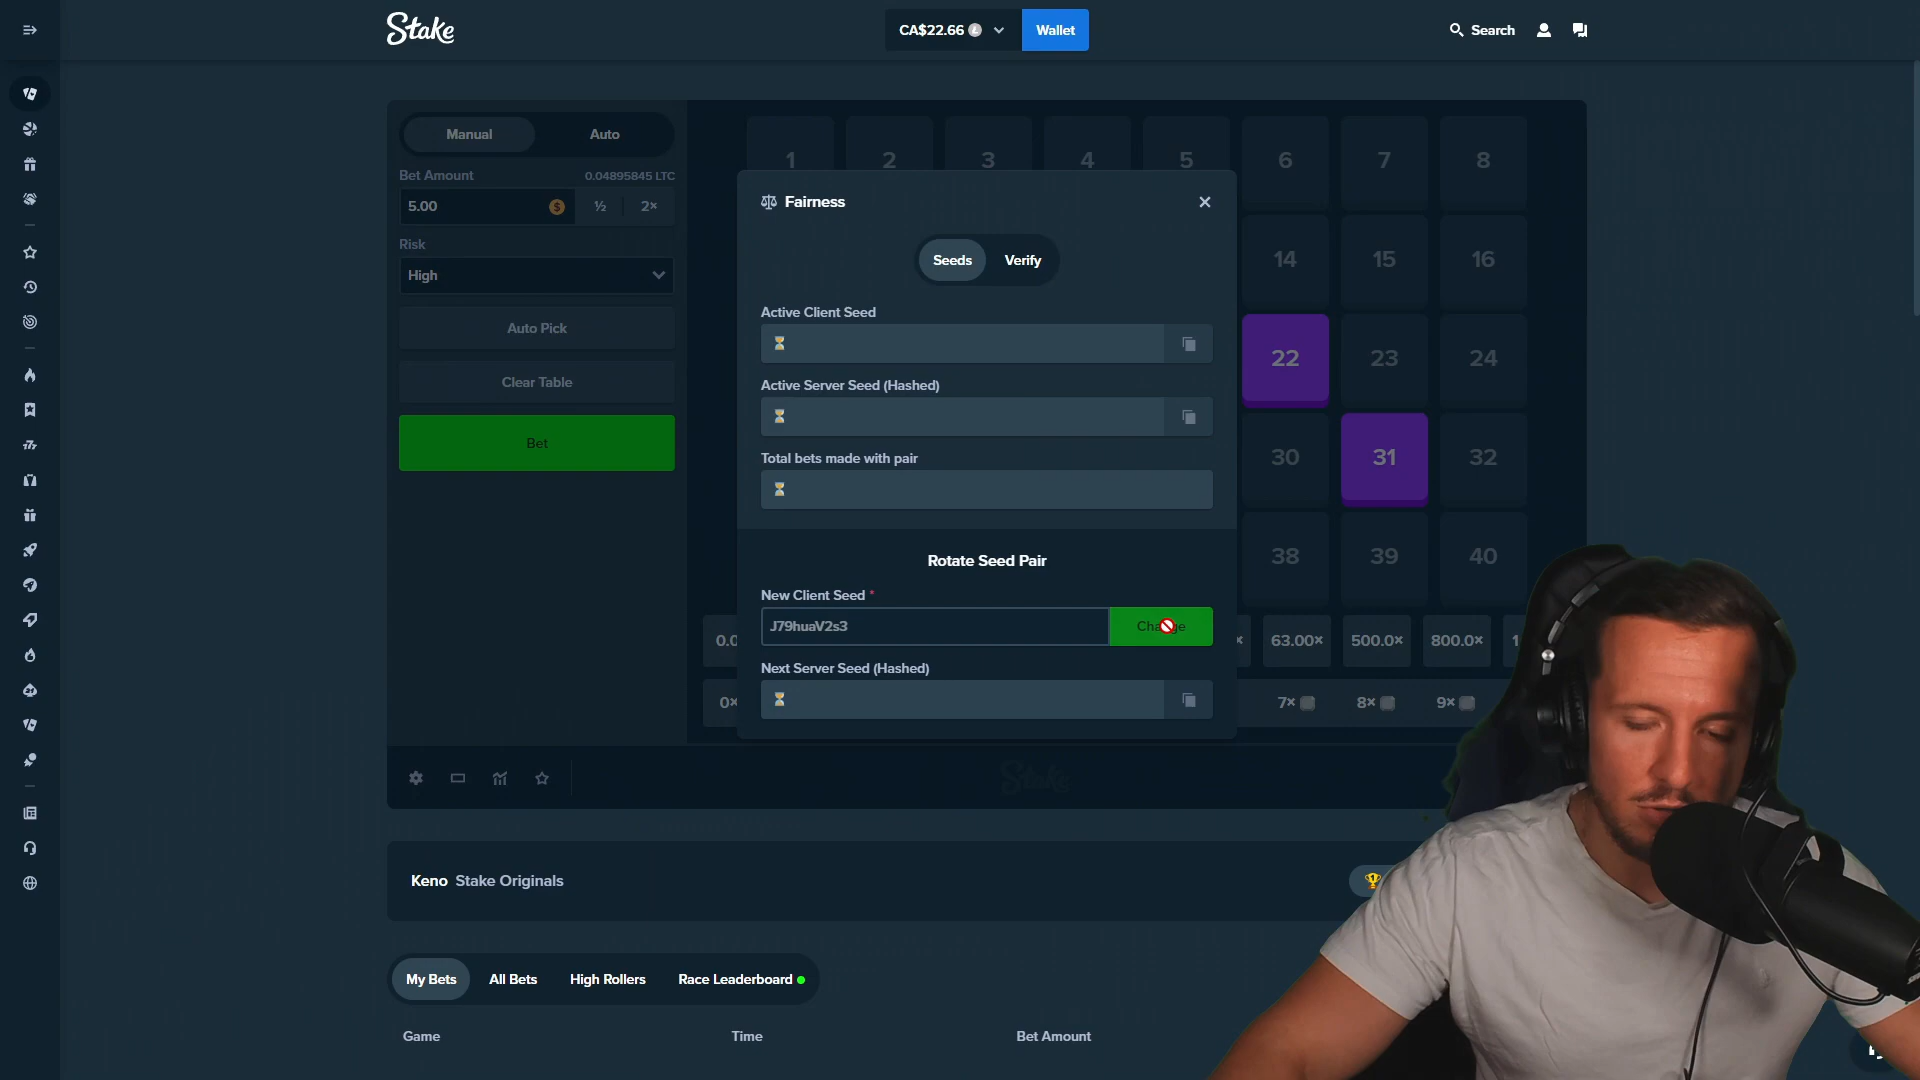 Stake
CA$22.66
Wallet
Search
Manual
Auto
Bet Amount
0.04895845 LTC
5.00
½
2×
Risk
High
Auto Pick
Clear Table
Bet
1
2
3
4
5
6
7
8
14
15
16
22
23
24
30
31
32
38
39
40
Fairness
Seeds
Verify
Active Client Seed
Active Server Seed (Hashed)
Total bets made with pair
Rotate Seed Pair
New Client Seed *
J79huaV2s3
Next Server Seed (Hashed)
63.00×
500.0×
800.0×
0×
7×
8×
9×
Stake
Keno Stake Originals
My Bets
All Bets
High Rollers
Race Leaderboard
Game
Time
Bet Amount